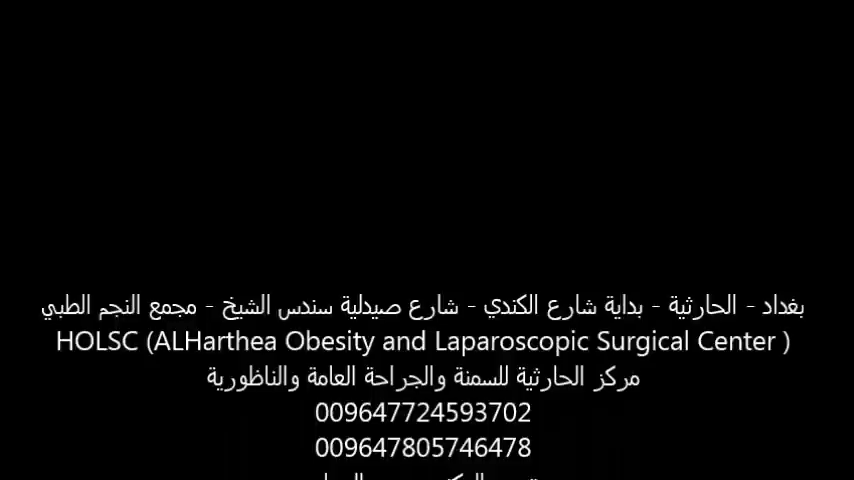 بغداد - الحارثية - بداية شارع الكندي - شارع صيدلية سندس الشيخ - مجمع النجم الطبي
HOLSC (ALHarthea Obesity and Laparoscopic Surgical Center )
مركز الحارثية للسمنة والجراحة العامة والناظورية
009647724593702
009647805746478